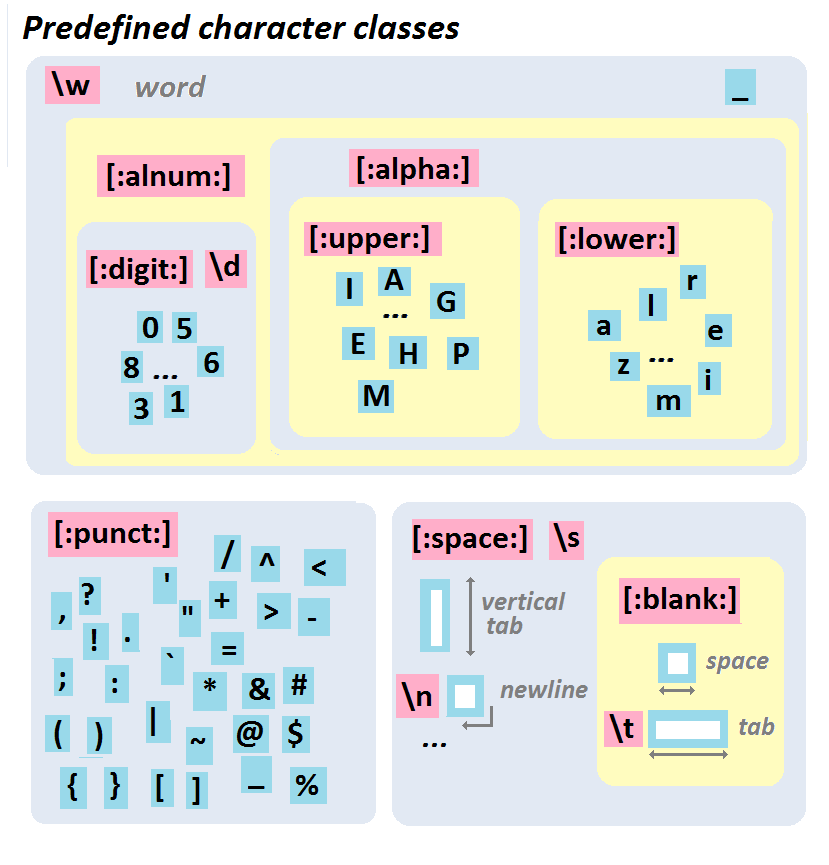 Predefined character classes
\w word _
[:alnum:] [:alpha:]
[:upper:] [:lower:]
[:digit:] \d
I A ... G
E H P
M
0 5
8 ... 6
3 1
r
l
a e
z ... i
m
[:punct:]
/ ^ <
, ? ' " + > -
! . ` =
; : * & #
( ) | ~ @ $
{ } [ ] _ %
[:space:] \s
vertical
tab
\n newline
...
[:blank:]
space
\t tab